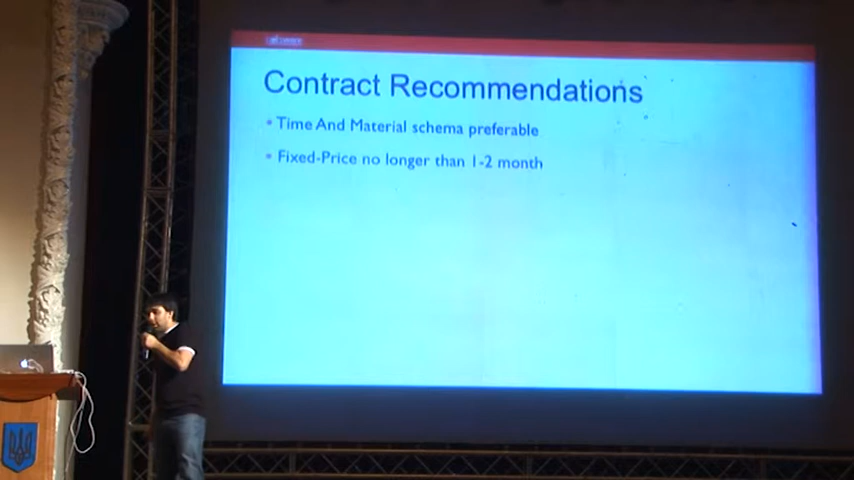 Contract Recommendations
• Time And Material schema preferable
• Fixed-Price no longer than 1-2 month